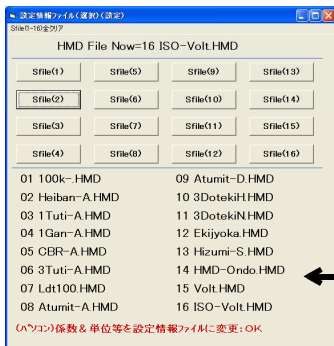 設定情報ファイル(選択)(設定)
Sfile(1-16)全クリア
HMD File Now=16 ISO-Volt.HMD
Sfile(1) Sfile(5) Sfile(9) Sfile(13)
Sfile(2) Sfile(6) Sfile(10) Sfile(14)
Sfile(3) Sfile(7) Sfile(11) Sfile(15)
Sfile(4) Sfile(8) Sfile(12) Sfile(16)
01 100k-.HMD 09 Atumit-D.HMD
02 Heiban-A.HMD 10 3DotekiH.HMD
03 1Tuti-A.HMD 11 3DotekiN.HMD
04 1Gan-A.HMD 12 Ekijyoka.HMD
05 CBR-A.HMD 13 Hizumi-S.HMD
06 3Tuti-A.HMD 14 HMD-Ondo.HMD
07 Ldt100.HMD 15 Volt.HMD
08 Atumit-A.HMD 16 ISO-Volt.HMD
(パソコン)係数&単位等を設定情報ファイルに変更:OK